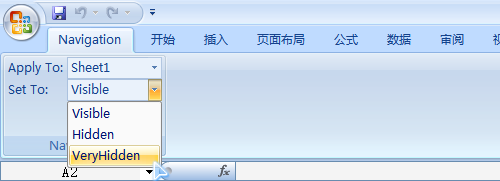 Navigation 开始 插入 页面布局 公式 数据 审阅
Apply To: Sheet1
Set To: Visible
Visible
Hidden
VeryHidden
A2 fx